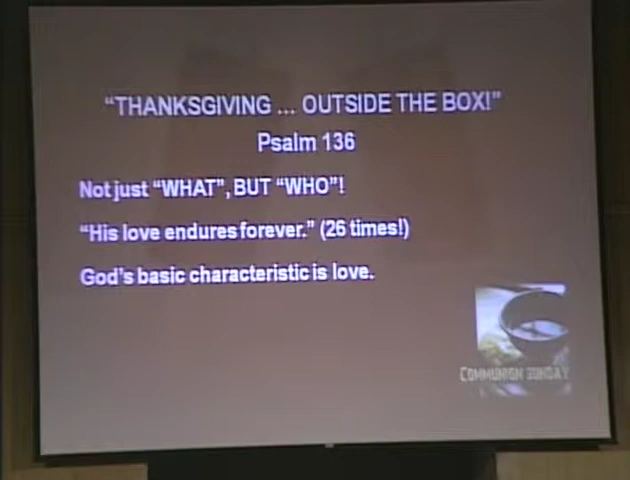 “THANKSGIVING ... OUTSIDE THE BOX!”
Psalm 136
Not just “WHAT”, BUT “WHO”!
“His love endures forever.” (26 times!)
God’s basic characteristic is love.
COMMUNION SUNDAY